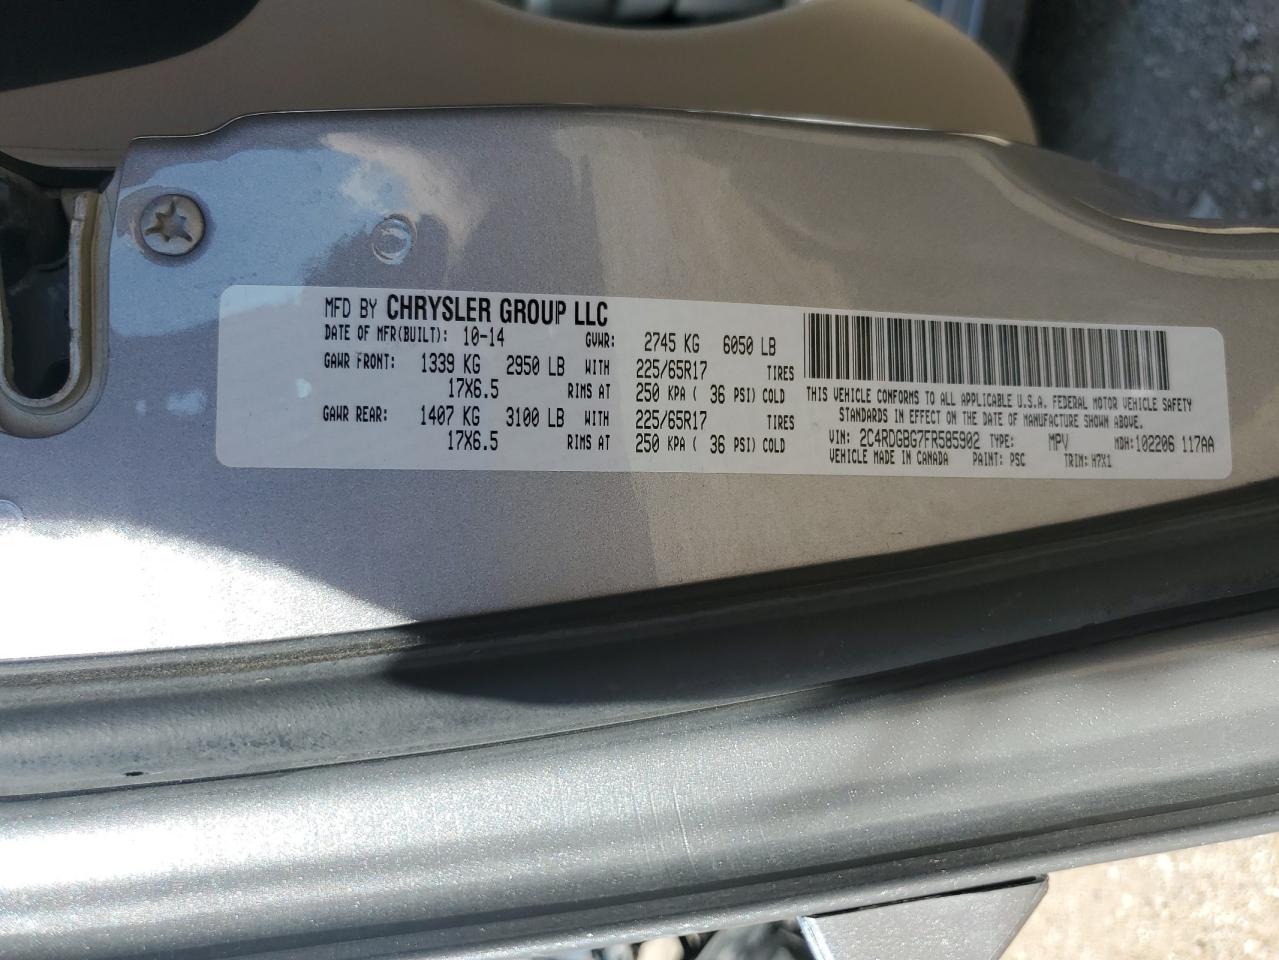 MFD BY CHRYSLER GROUP LLC
DATE OF MFR(BUILT): 10-14 GVWR: 2745 KG 6050 LB
GAWR FRONT: 1339 KG 2950 LB WITH 225/65R17 TIRES
17X6.5 RIMS AT 250 KPA ( 36 PSI) COLD
GAWR REAR: 1407 KG 3100 LB WITH 225/65R17 TIRES
17X6.5 RIMS AT 250 KPA ( 36 PSI) COLD
THIS VEHICLE CONFORMS TO ALL APPLICABLE U.S.A. FEDERAL MOTOR VEHICLE SAFETY
STANDARDS IN EFFECT ON THE DATE OF MANUFACTURE SHOWN ABOVE.
VIN: 2C4RDGBG7FR585902 TYPE: MPV MDH:102206 117AA
VEHICLE MADE IN CANADA PAINT: PSC TRIM: H7X1